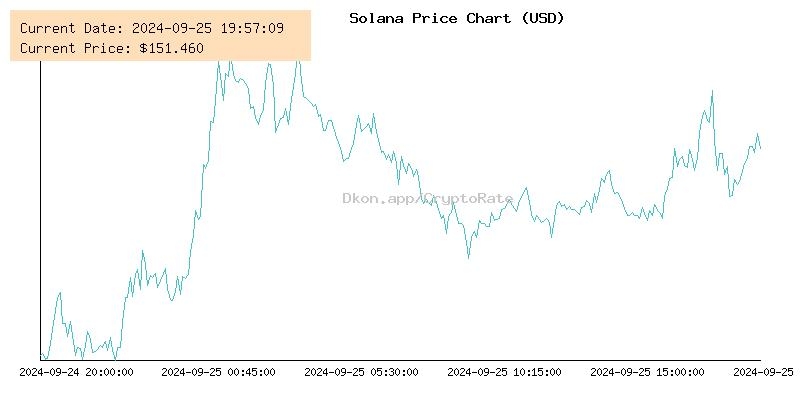 Solana Price Chart (USD)
Current Date: 2024-09-25 19:57:09
Current Price: $151.460
Dkon.app/CryptoRate
2024-09-24 20:00:00 2024-09-25 00:45:00 2024-09-25 05:30:00 2024-09-25 10:15:00 2024-09-25 15:00:00 2024-09-25